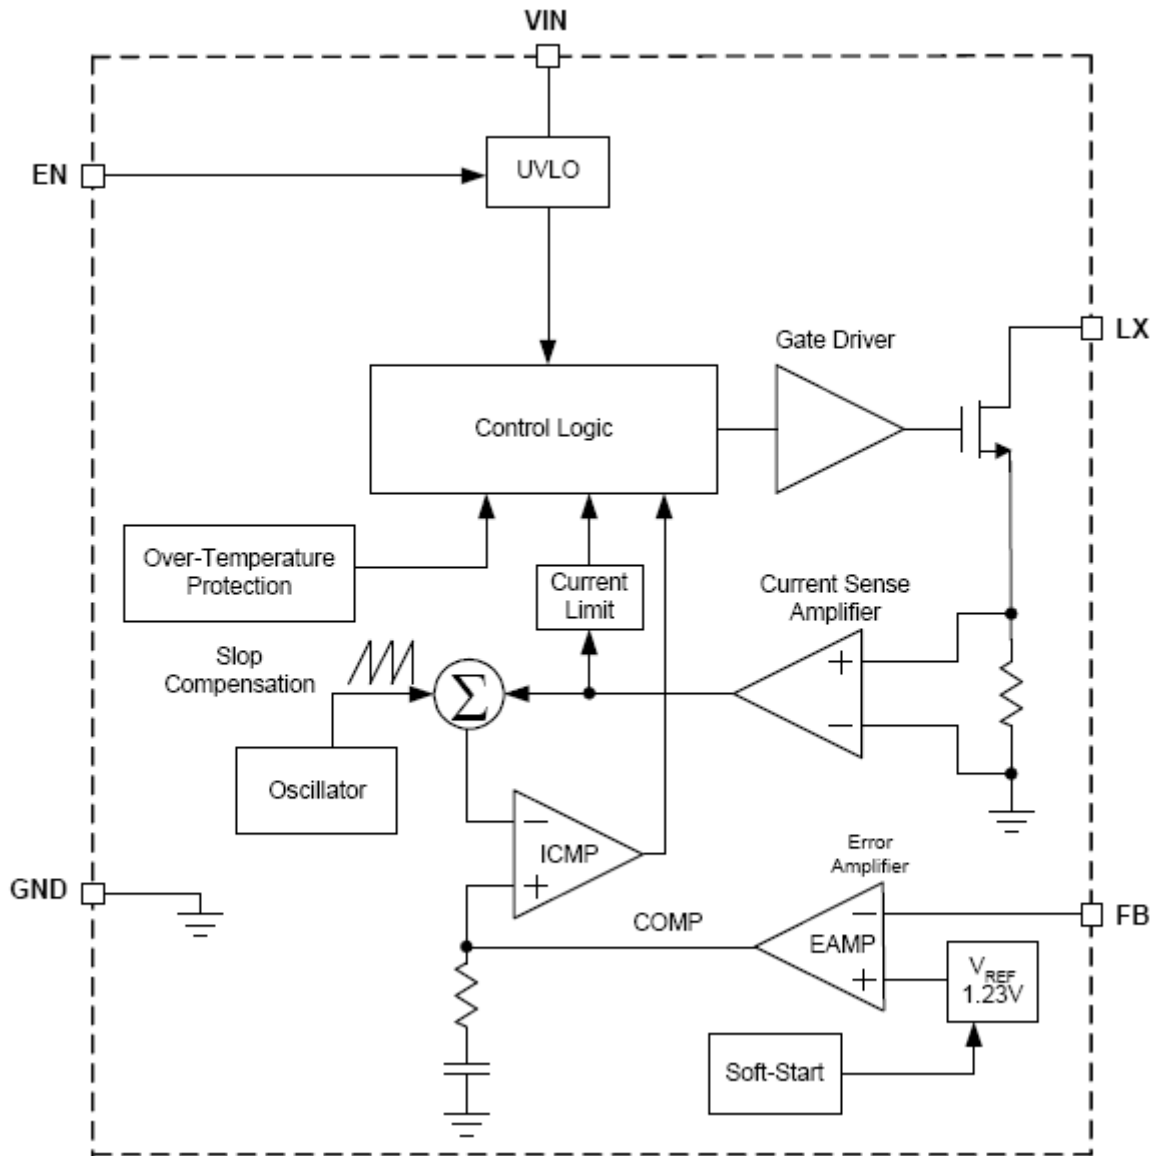 VIN
EN
UVLO
LX
Gate Driver
Control Logic
Over-Temperature
Protection
Current
Limit
Current Sense
Amplifier
+
−
Slop
Compensation
Σ
Oscillator
−
ICMP
+
Error
Amplifier
GND
COMP
−
EAMP
+
FB
VREF
1.23V
Soft-Start